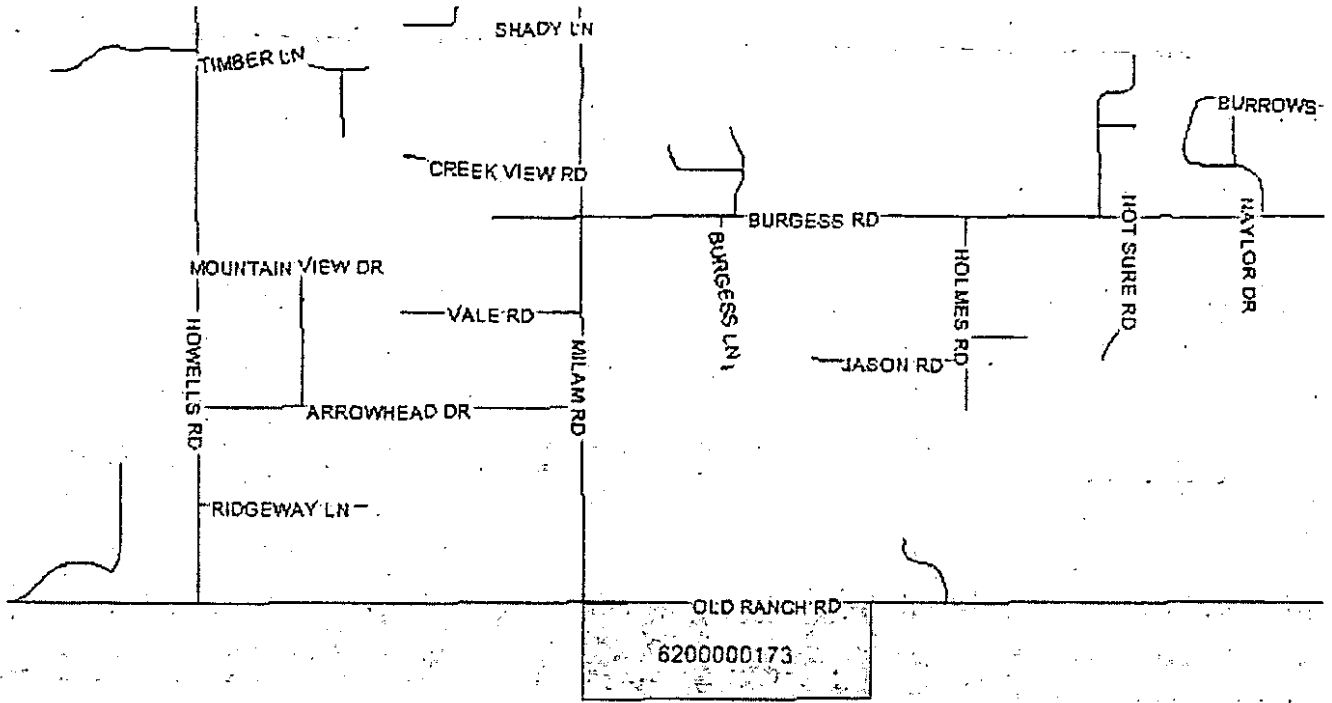 SHADY LN
TIMBER LN
BURROWS
CREEK VIEW RD
BURGESS RD
BURGESS LN
HOLMES RD
NOT SURE RD
NAYLOR DR
MOUNTAIN VIEW DR
VALE RD
HOWELLS RD
MILAM RD
JASON RD
ARROWHEAD DR
RIDGEWAY LN
OLD RANCH RD
6200000173